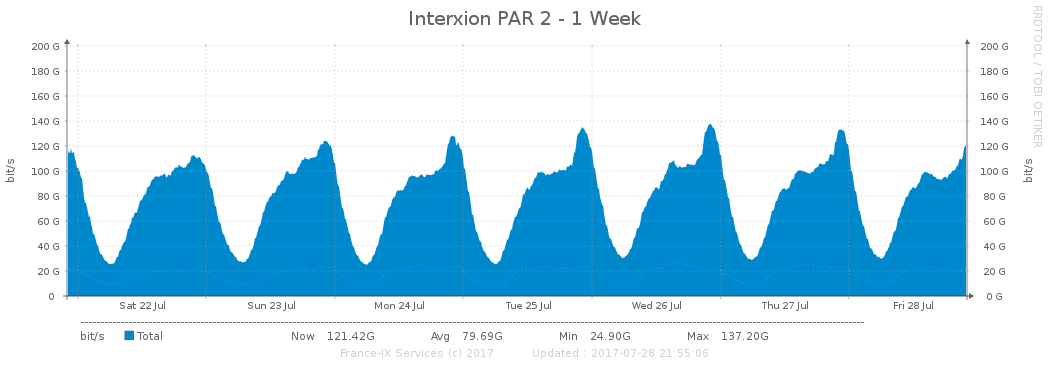 Interxion PAR 2 - 1 Week
RRDTOOL / TOBI OETIKER
200 G 200 G
180 G 180 G
160 G 160 G
140 G 140 G
120 G 120 G
100 G 100 G
80 G 80 G
60 G 60 G
40 G 40 G
20 G 20 G
0 0 G
bit/s bit/s
Sat 22 Jul Sun 23 Jul Mon 24 Jul Tue 25 Jul Wed 26 Jul Thu 27 Jul Fri 28 Jul
bit/s Total Now 121.42G Avg 79.69G Min 24.90G Max 137.20G
France-IX Services (c) 2017 Updated : 2017-07-28 21:55:06